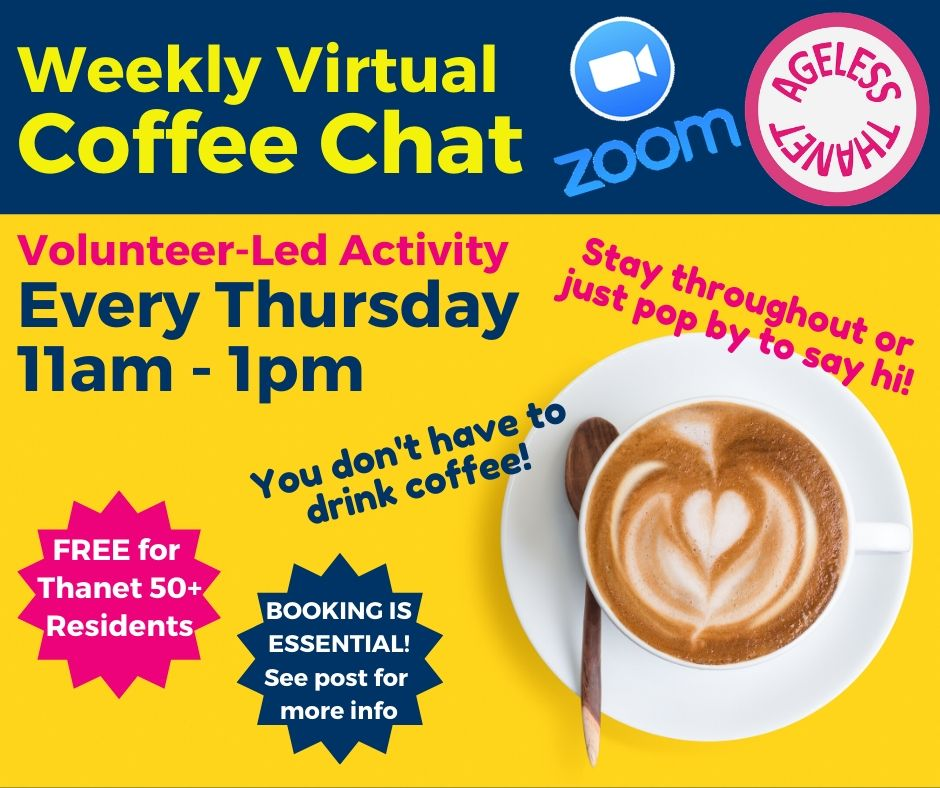 Weekly Virtual
Coffee Chat
zoom
AGELESS
THANET
Volunteer-Led Activity
Every Thursday
11am - 1pm
Stay throughout or
just pop by to say hi!
You don't have to
drink coffee!
FREE for
Thanet 50+
Residents
BOOKING IS
ESSENTIAL!
See post for
more info